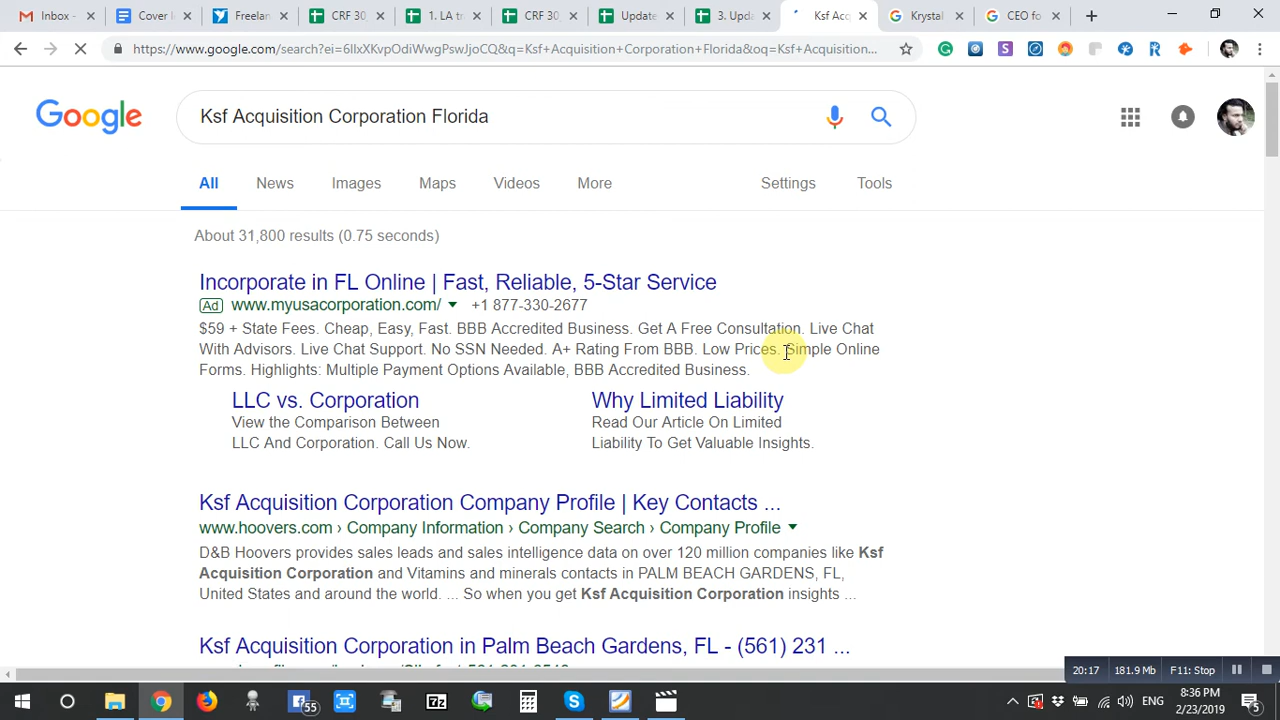 Inbox -
Cover l
Freelan
CRF 30
1. LA tr
CRF 30
Update
3. Upda
Ksf Acq
Krystal
CEO fo
https://www.google.com/search?ei=6IIxXKvpOdiWwgPswJjoCQ&q=Ksf+Acquisition+Corporation+Florida&oq=Ksf+Acquisition...
Google
Ksf Acquisition Corporation Florida
All News Images Maps Videos More Settings Tools
About 31,800 results (0.75 seconds)
Incorporate in FL Online | Fast, Reliable, 5-Star Service
Ad www.myusacorporation.com/ +1 877-330-2677
$59 + State Fees. Cheap, Easy, Fast. BBB Accredited Business. Get A Free Consultation. Live Chat
With Advisors. Live Chat Support. No SSN Needed. A+ Rating From BBB. Low Prices. Simple Online
Forms. Highlights: Multiple Payment Options Available, BBB Accredited Business.
LLC vs. Corporation
View the Comparison Between
LLC And Corporation. Call Us Now.
Why Limited Liability
Read Our Article On Limited
Liability To Get Valuable Insights.
Ksf Acquisition Corporation Company Profile | Key Contacts ...
www.hoovers.com › Company Information › Company Search › Company Profile
D&B Hoovers provides sales leads and sales intelligence data on over 120 million companies like Ksf
Acquisition Corporation and Vitamins and minerals contacts in PALM BEACH GARDENS, FL,
United States and around the world. ... So when you get Ksf Acquisition Corporation insights ...
Ksf Acquisition Corporation in Palm Beach Gardens, FL - (561) 231 ...
20:17 181.9 Mb F11: Stop
55
7z
ENG
8:36 PM
2/23/2019
5